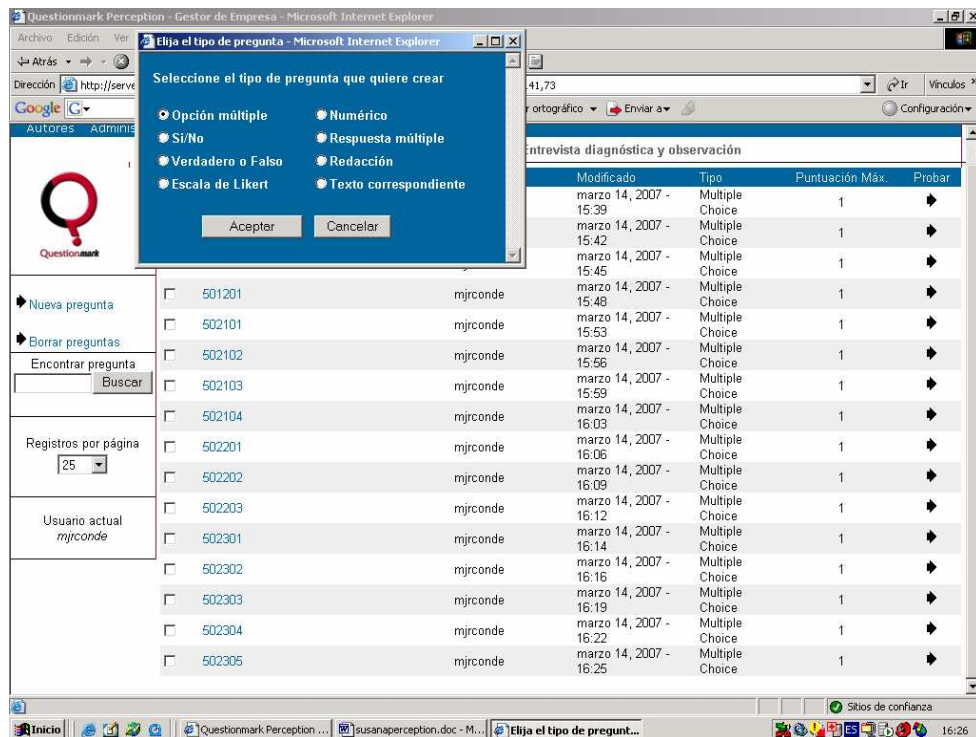 Questionmark Perception - Gestor de Empresa - Microsoft Internet Explorer
Archivo Edición Ver
Elija el tipo de pregunta - Microsoft Internet Explorer
Atrás
Dirección http://serve
41,73
Ir Vínculos
Google G
ortográfico Enviar a
Configuración
Seleccione el tipo de pregunta que quiere crear
Opción múltiple Numérico
Si/No Respuesta múltiple
Verdadero o Falso Redacción
Escala de Likert Texto correspondiente
Aceptar Cancelar
Autores Adminis
Entrevista diagnóstica y observación
Questionmark
Nueva pregunta
Borrar preguntas
Encontrar pregunta
Buscar
Registros por página
25
Usuario actual
mjrconde
Modificado Tipo Puntuación Máx. Probar
marzo 14, 2007 - 15:39 Multiple Choice 1
marzo 14, 2007 - 15:42 Multiple Choice 1
marzo 14, 2007 - 15:45 Multiple Choice 1
501201 mjrconde marzo 14, 2007 - 15:48 Multiple Choice 1
502101 mjrconde marzo 14, 2007 - 15:53 Multiple Choice 1
502102 mjrconde marzo 14, 2007 - 15:56 Multiple Choice 1
502103 mjrconde marzo 14, 2007 - 15:59 Multiple Choice 1
502104 mjrconde marzo 14, 2007 - 16:03 Multiple Choice 1
502201 mjrconde marzo 14, 2007 - 16:06 Multiple Choice 1
502202 mjrconde marzo 14, 2007 - 16:09 Multiple Choice 1
502203 mjrconde marzo 14, 2007 - 16:12 Multiple Choice 1
502301 mjrconde marzo 14, 2007 - 16:14 Multiple Choice 1
502302 mjrconde marzo 14, 2007 - 16:16 Multiple Choice 1
502303 mjrconde marzo 14, 2007 - 16:19 Multiple Choice 1
502304 mjrconde marzo 14, 2007 - 16:22 Multiple Choice 1
502305 mjrconde marzo 14, 2007 - 16:25 Multiple Choice 1
Sitios de confianza
Inicio Questionmark Perception ... susanaperception.doc - M... Elija el tipo de pregunt... ES 16:26